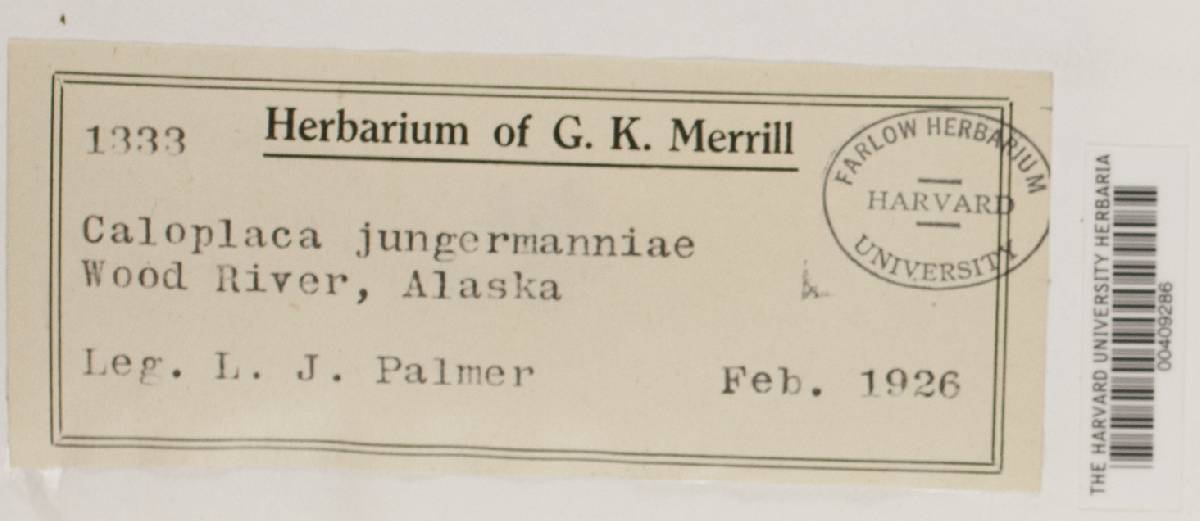 1333
Herbarium of G. K. Merrill
FARLOW HERBARIUM
HARVARD
UNIVERSITY
Caloplaca jungermanniae
Wood River, Alaska
Leg. L. J. Palmer
Feb. 1926
THE HARVARD UNIVERSITY HERBARIA
00409286